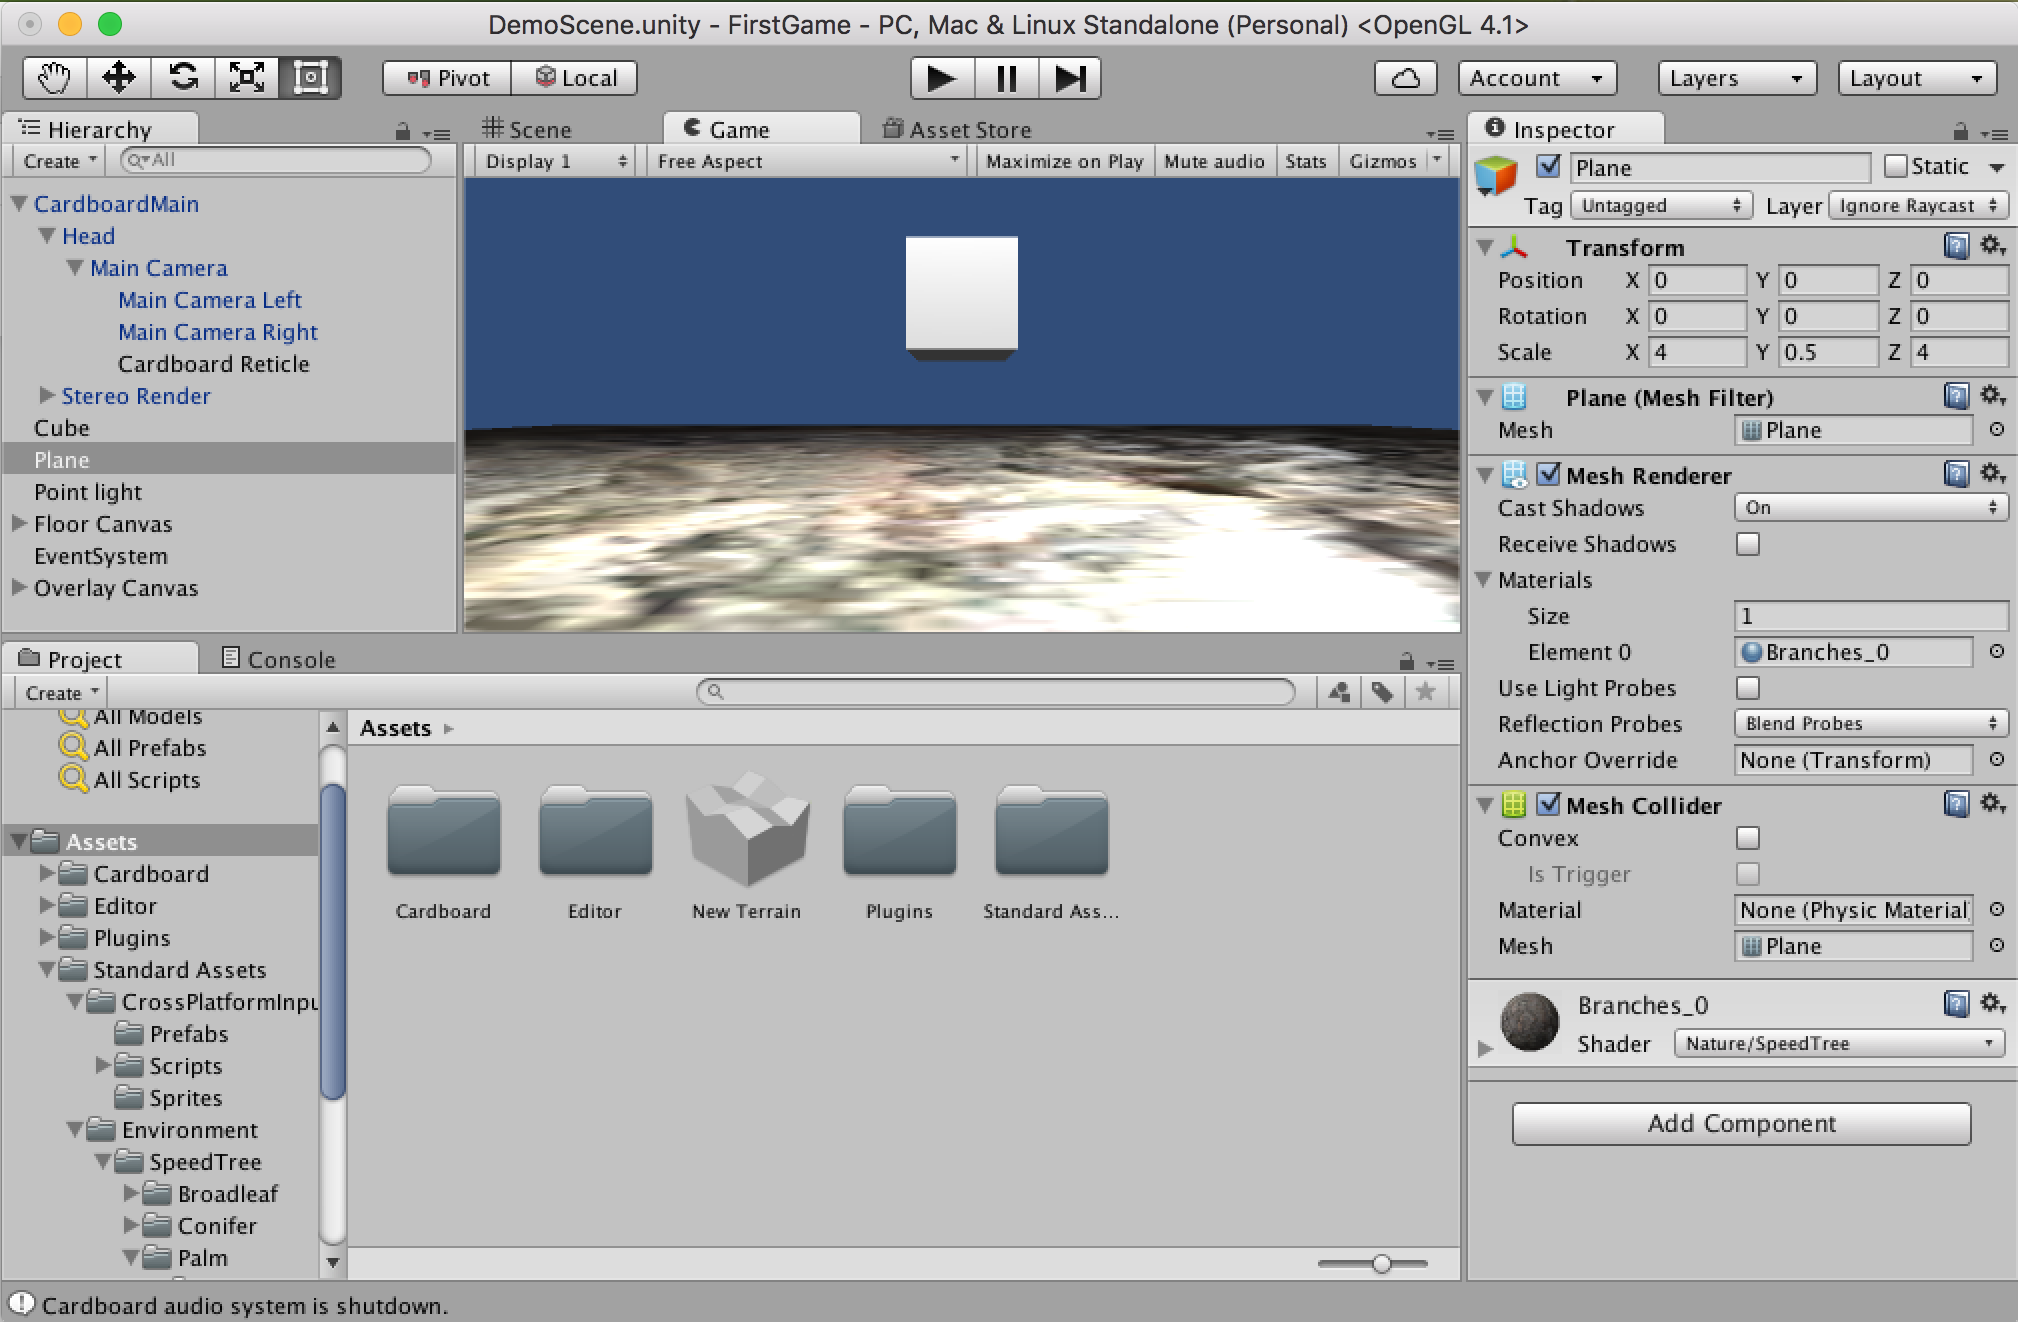 DemoScene.unity - FirstGame - PC, Mac & Linux Standalone (Personal) <OpenGL 4.1>
Pivot Local Account Layers Layout
Hierarchy
Create All
CardboardMain
Head
Main Camera
Main Camera Left
Main Camera Right
Cardboard Reticle
Stereo Render
Cube
Plane
Point light
Floor Canvas
EventSystem
Overlay Canvas
Scene Game Asset Store
Display 1 Free Aspect Maximize on Play Mute audio Stats Gizmos
Inspector
Plane Static
Tag Untagged Layer Ignore Raycast
Transform
Position X 0 Y 0 Z 0
Rotation X 0 Y 0 Z 0
Scale X 4 Y 0.5 Z 4
Plane (Mesh Filter)
Mesh Plane
Mesh Renderer
Cast Shadows On
Receive Shadows
Materials
Size 1
Element 0 Branches_0
Use Light Probes
Reflection Probes Blend Probes
Anchor Override None (Transform)
Mesh Collider
Convex
Is Trigger
Material None (Physic Material
Mesh Plane
Branches_0
Shader Nature/SpeedTree
Add Component
Project Console
Create
All Models
All Prefabs
All Scripts
Assets
Cardboard
Editor
Plugins
Standard Assets
CrossPlatformInpu
Prefabs
Scripts
Sprites
Environment
SpeedTree
Broadleaf
Conifer
Palm
Assets
Cardboard Editor New Terrain Plugins Standard Ass...
Cardboard audio system is shutdown.